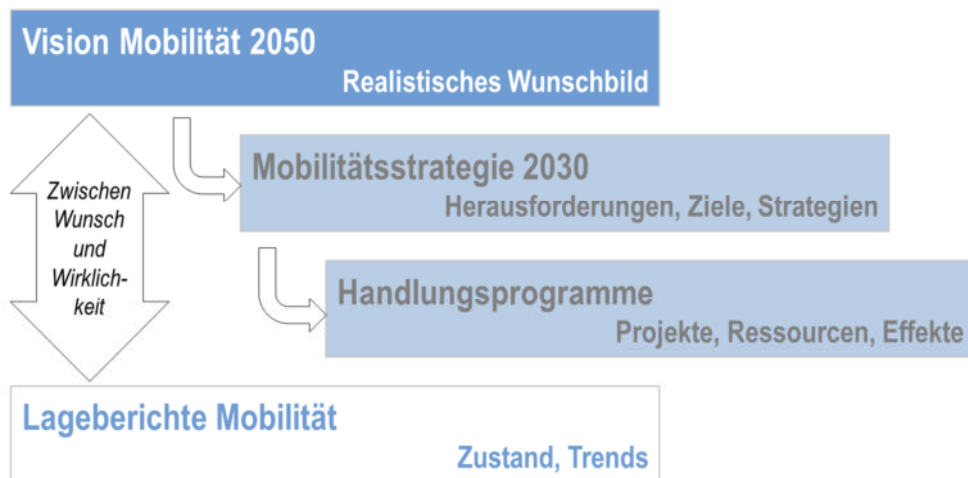 Vision Mobilität 2050
Realistisches Wunschbild
Zwischen
Wunsch
und
Wirklich-
keit
Mobilitätsstrategie 2030
Herausforderungen, Ziele, Strategien
Handlungsprogramme
Projekte, Ressourcen, Effekte
Lageberichte Mobilität
Zustand, Trends